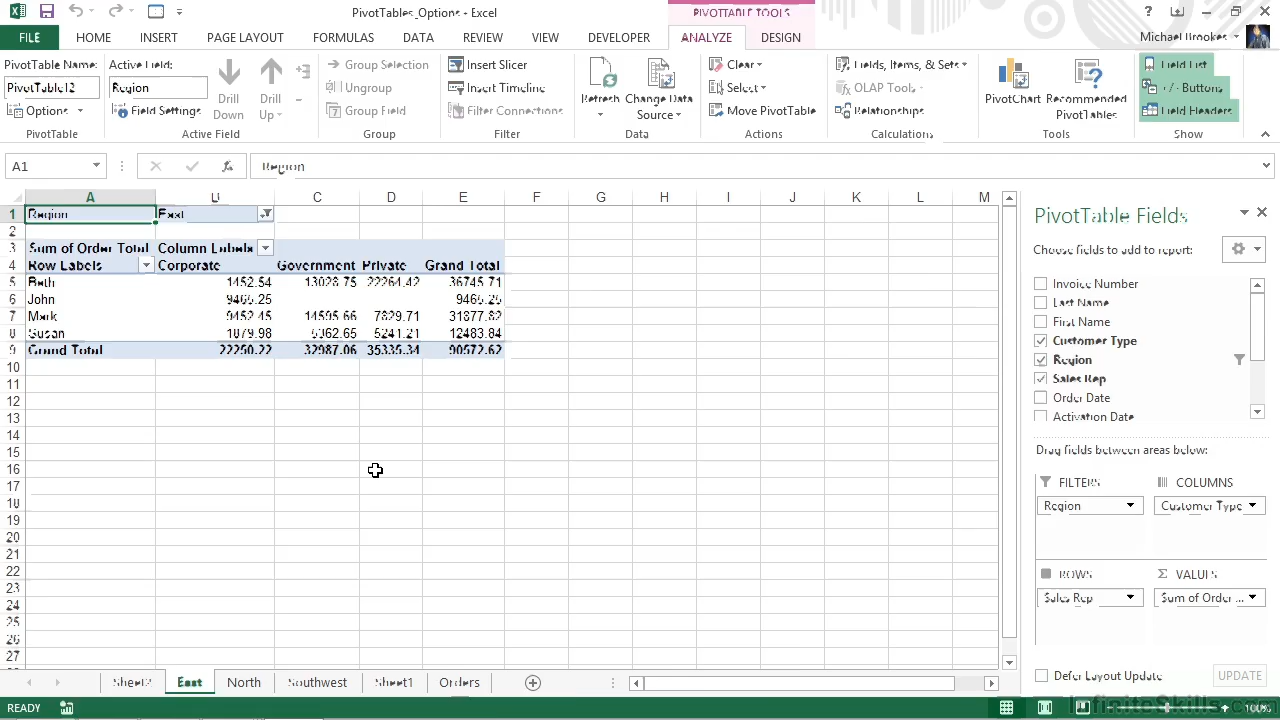 PivotTables_Options - Excel
PIVOTTABLE TOOLS
FILE HOME INSERT PAGE LAYOUT FORMULAS DATA REVIEW VIEW DEVELOPER ANALYZE DESIGN
Michael Brookes
PivotTable Name:
PivotTable12
Options
PivotTable
Active Field:
Region
Field Settings
Drill Down
Drill Up
Active Field
Group Selection
Ungroup
Group Field
Group
Insert Slicer
Insert Timeline
Filter Connections
Filter
Refresh
Change Data Source
Data
Clear
Select
Move PivotTable
Actions
Fields, Items, & Sets
OLAP Tools
Relationships
Calculations
PivotChart
Recommended PivotTables
Tools
Field List
+/- Buttons
Field Headers
Show
A1 Region
A B C D E F G H I J K L M
1 Region East
2
3 Sum of Order Total Column Labels
4 Row Labels Corporate Government Private Grand Total
5 Beth 1452.54 22264.42 36745.71
6 John 9465.25 9465.25
7 Mark 9452.45 14595.66 7829.71 31877.82
8 Susan 1879.98 5362.65 5241.21 12483.84
9 Grand Total 22250.22 32987.06 35335.34 90572.62
10
11
12
13
14
15
16
17
18
19
20
21
22
23
24
25
26
27
PivotTable Fields
Choose fields to add to report:
Invoice Number
Last Name
First Name
Customer Type
Region
Sales Rep
Order Date
Activation Date
Drag fields between areas below:
FILTERS COLUMNS
Region Customer Type
ROWS Σ VALUES
Sales Rep Sum of Order ...
Defer Layout Update UPDATE
Sheet2 East North Southwest Sheet1 Orders
READY
InfiniteSkills.com
100%